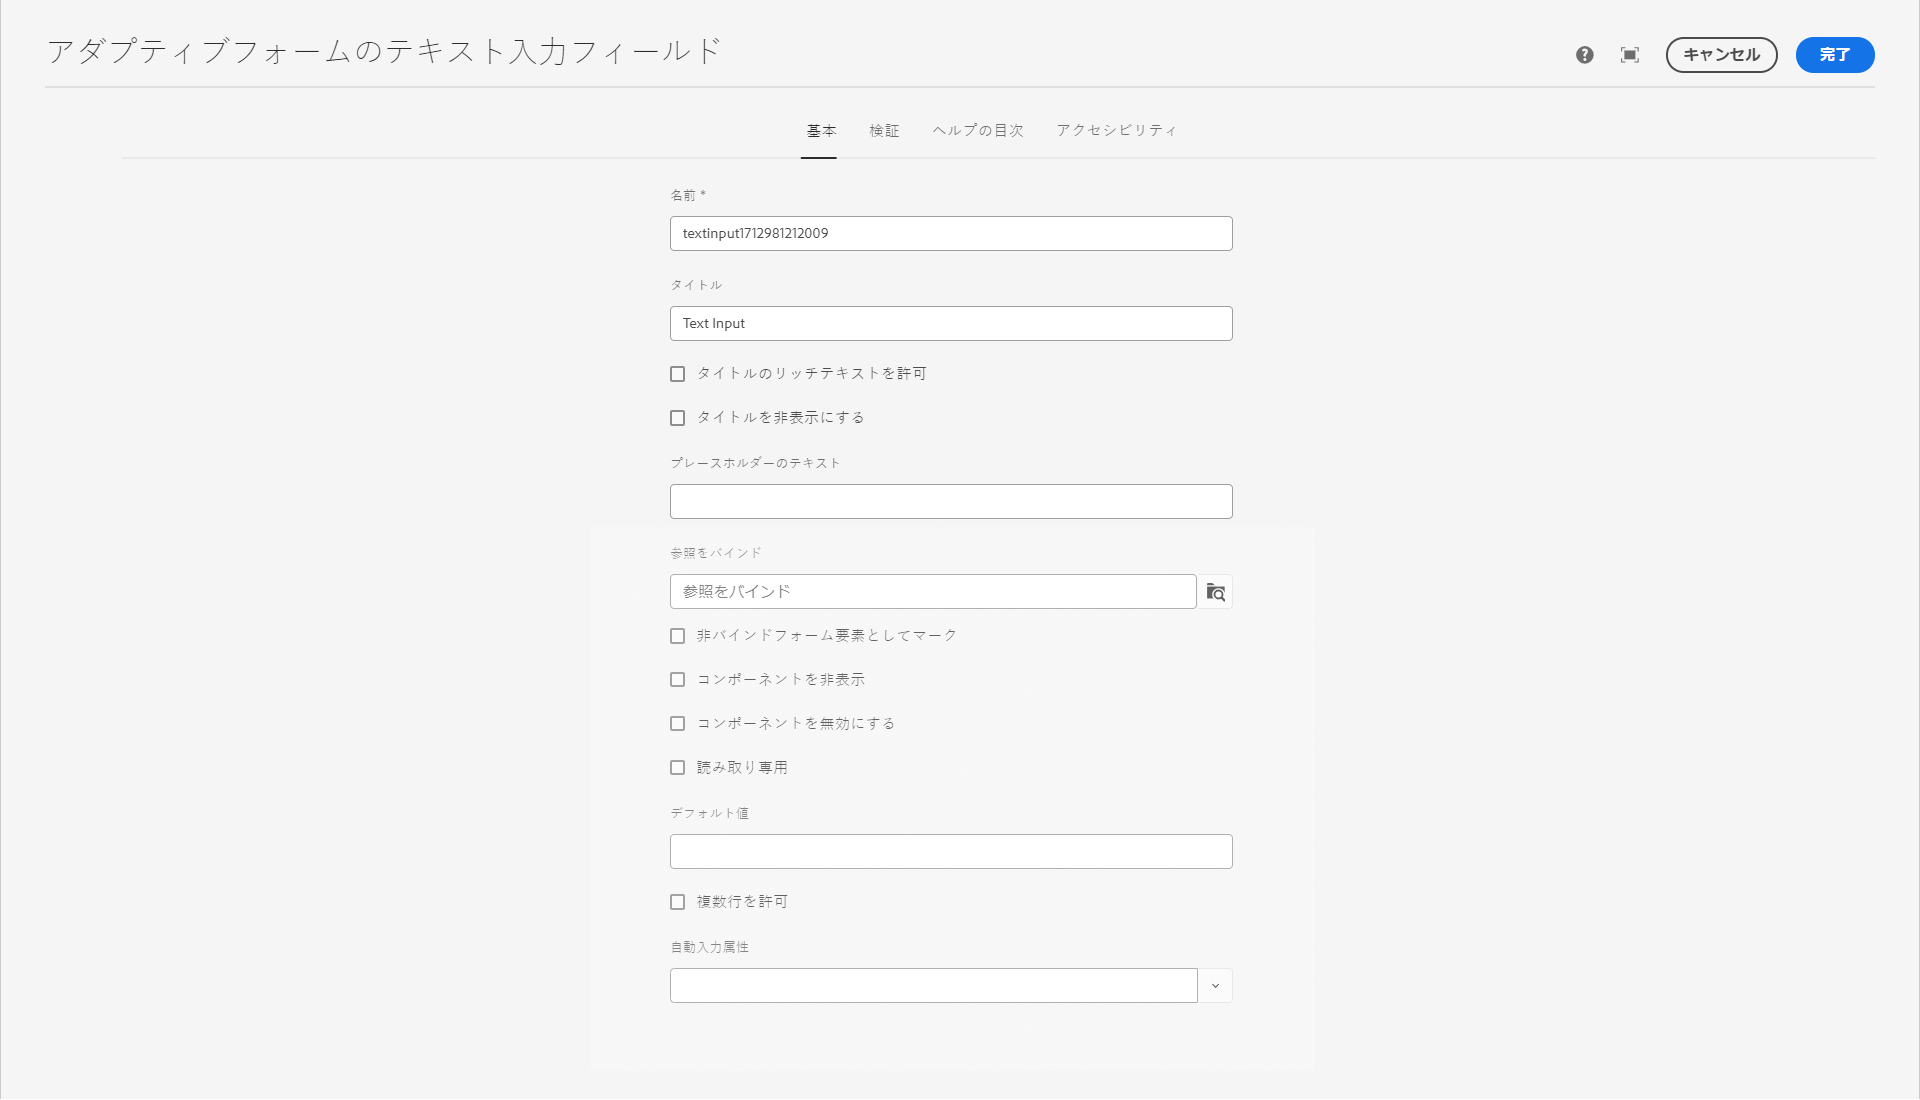 アダプティブフォームのテキスト入力フィールド
キャンセル
完了
基本 検証 ヘルプの目次 アクセシビリティ
名前 *
textinput1712981212009
タイトル
Text Input
タイトルのリッチテキストを許可
タイトルを非表示にする
プレースホルダーのテキスト
参照をバインド
参照をバインド
非バインドフォーム要素としてマーク
コンポーネントを非表示
コンポーネントを無効にする
読み取り専用
デフォルト値
複数行を許可
自動入力属性